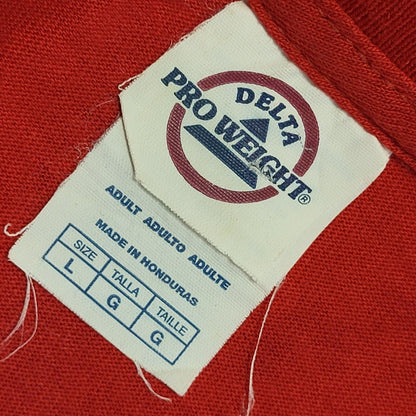 DELTA
PRO WEIGHT®
ADULT ADULTO ADULTE
MADE IN HONDURAS
SIZE TALLA TAILLE
L G G